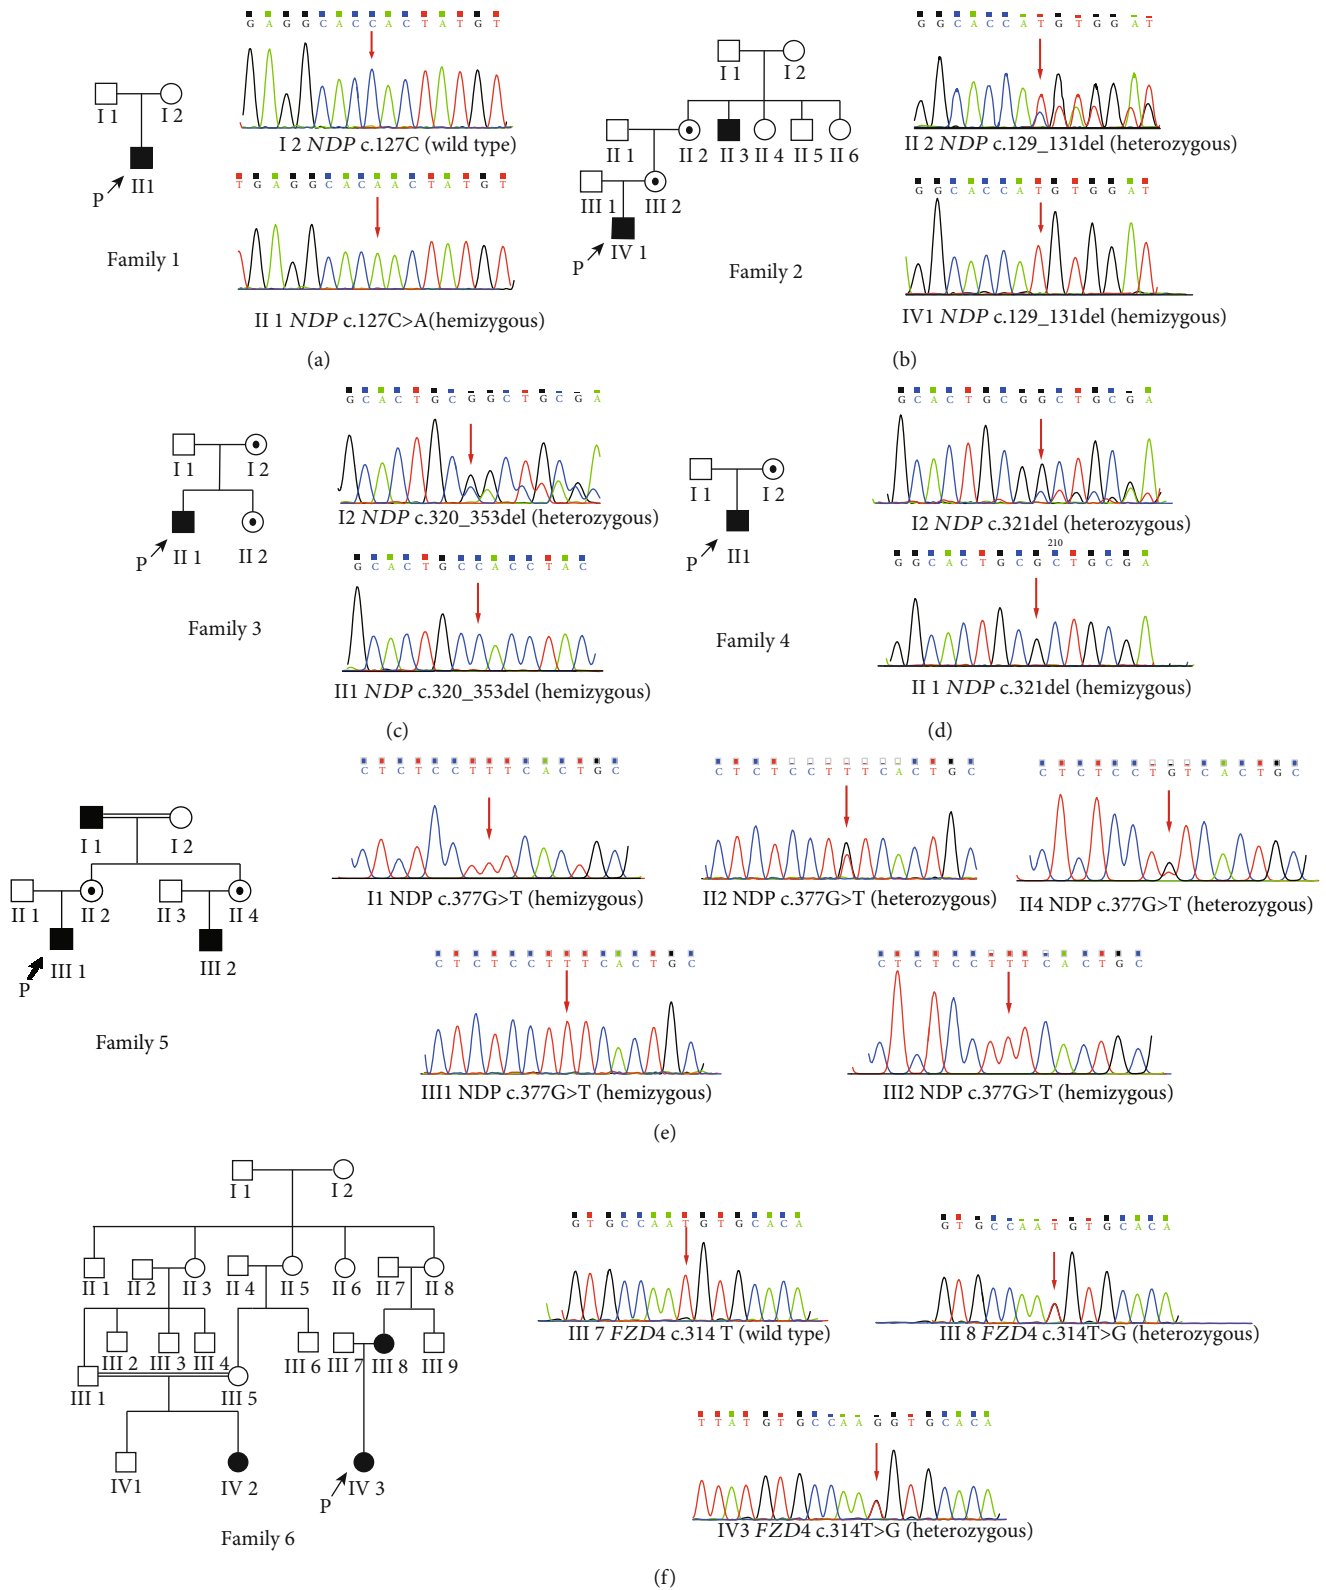 G A G G C A C C A C T A T G T
I 1
I 2
II1
P
Family 1
I 2 NDP c.127C (wild type)
T G A G G C A C A A C T A T G T
II 1 NDP c.127C>A(hemizygous)
(a)
G G C A C C A T G T G G A T
I 1
I 2
II 1
II 2
II 3
II 4
II 5
II 6
III 1
III 2
P
IV 1
Family 2
II 2 NDP c.129_131del (heterozygous)
G G C A C C A T G T G G A T
IV1 NDP c.129_131del (hemizygous)
(b)
G C A C T G C G G C T G C G A
I 1
I 2
P
II 1
II 2
Family 3
I2 NDP c.320_353del (heterozygous)
G C A C T G C C A C C T A C
II1 NDP c.320_353del (hemizygous)
(c)
G C A C T G C G G C T G C G A
I 1
I 2
P
II1
Family 4
I2 NDP c.321del (heterozygous)
210
G G C A C T G C G C T G C G A
II 1 NDP c.321del (hemizygous)
(d)
C T C T C C T T T C A C T G C
C T C T C C T T T C A C T G C
C T C T C C T G T C A C T G C
I 1
I 2
II 1
II 2
II 3
II 4
P
III 1
III 2
Family 5
I1 NDP c.377G>T (hemizygous)
II2 NDP c.377G>T (heterozygous)
II4 NDP c.377G>T (heterozygous)
C T C T C C T T T C A C T G C
C T C T C C T T T C A C T G C
III1 NDP c.377G>T (hemizygous)
III2 NDP c.377G>T (hemizygous)
(e)
I 1
I 2
II 1
II 2
II 3
II 4
II 5
II 6
II 7
II 8
III 2
III 3
III 4
III 6
III 7
III 8
III 9
III 1
III 5
IV1
IV 2
P
IV 3
Family 6
G T G C C A A T G T G C A C A
III 7 FZD4 c.314 T (wild type)
G T G C C A A T G T G C A C A
III 8 FZD4 c.314T>G (heterozygous)
T T A T G T G C C A A G G T G C A C A
IV3 FZD4 c.314T>G (heterozygous)
(f)